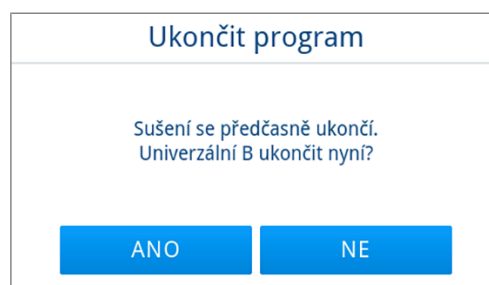 Ukončit program
Sušení se předčasně ukončí.
Univerzální B ukončit nyní?
ANO
NE